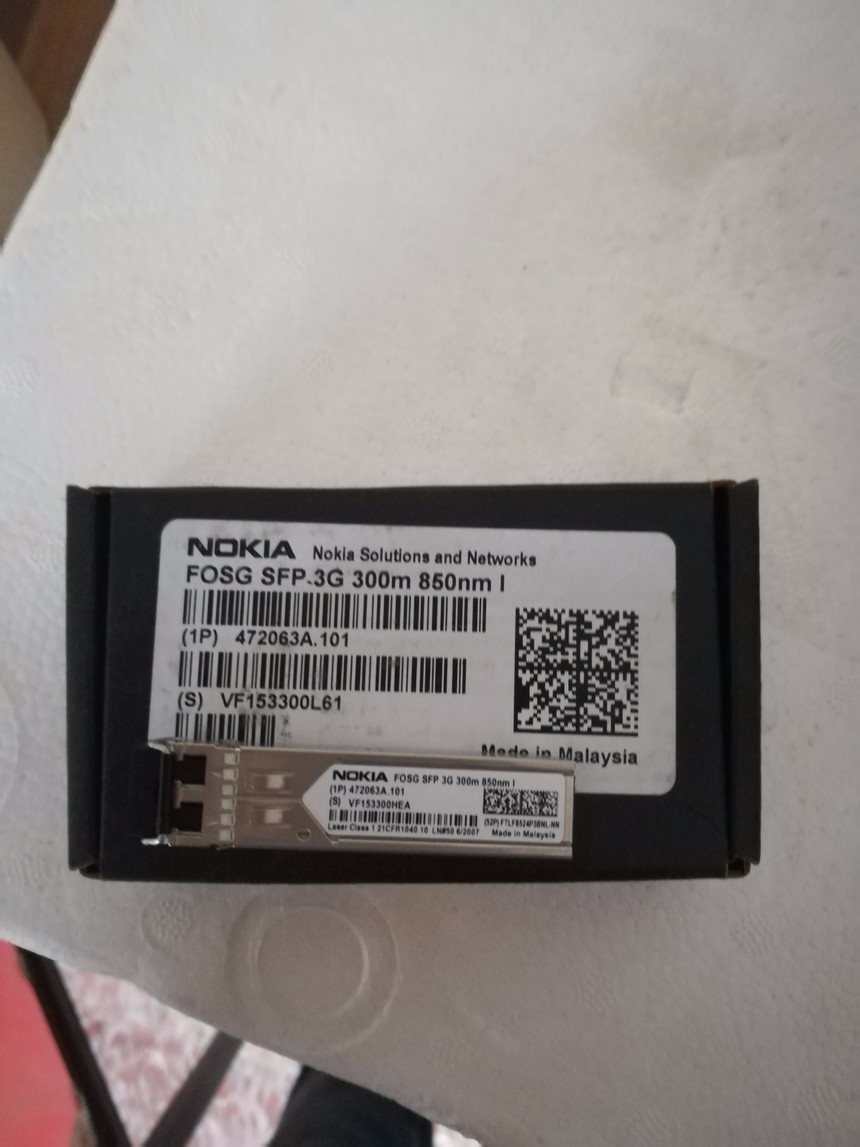 NOKIA Nokia Solutions and Networks
FOSG SFP 3G 300m 850nm I
(1P) 472063A.101
(S) VF153300L61
Made in Malaysia
NOKIA FOSG SFP 3G 300m 850nm I
(1P) 472063A.101
(S) VF153300HEA
(52P) FTLF8524P3BNL-NN
Laser Class 1 21CFR1040.10 LN#50 6/2007 Made in Malaysia